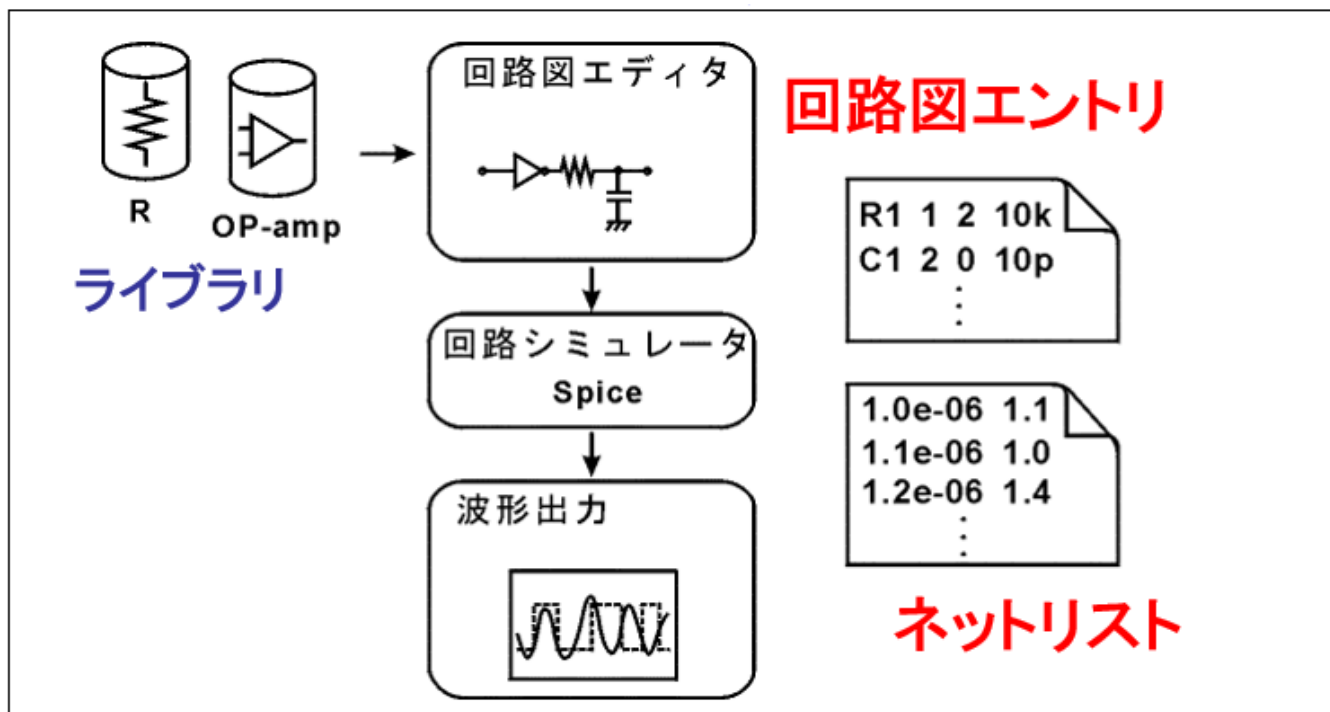 R
OP-amp
ライブラリ
回路図エディタ
回路シミュレータ
Spice
波形出力
回路図エントリ
R1 1 2 10k
C1 2 0 10p
⋮
1.0e-06 1.1
1.1e-06 1.0
1.2e-06 1.4
⋮
ネットリスト